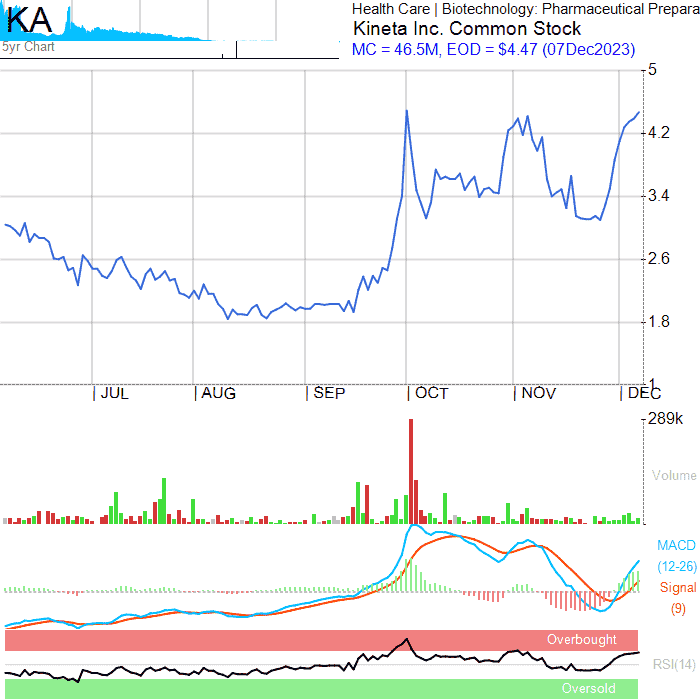 KA
5yr Chart
Health Care | Biotechnology: Pharmaceutical Prepara
Kineta Inc. Common Stock
MC = 46.5M, EOD = $4.47 (07Dec2023)
5
4.2
3.4
2.6
1.8
1
JUL AUG SEP OCT NOV DEC
289k
Volume
MACD
(12-26)
Signal
(9)
Overbought
RSI(14)
Oversold